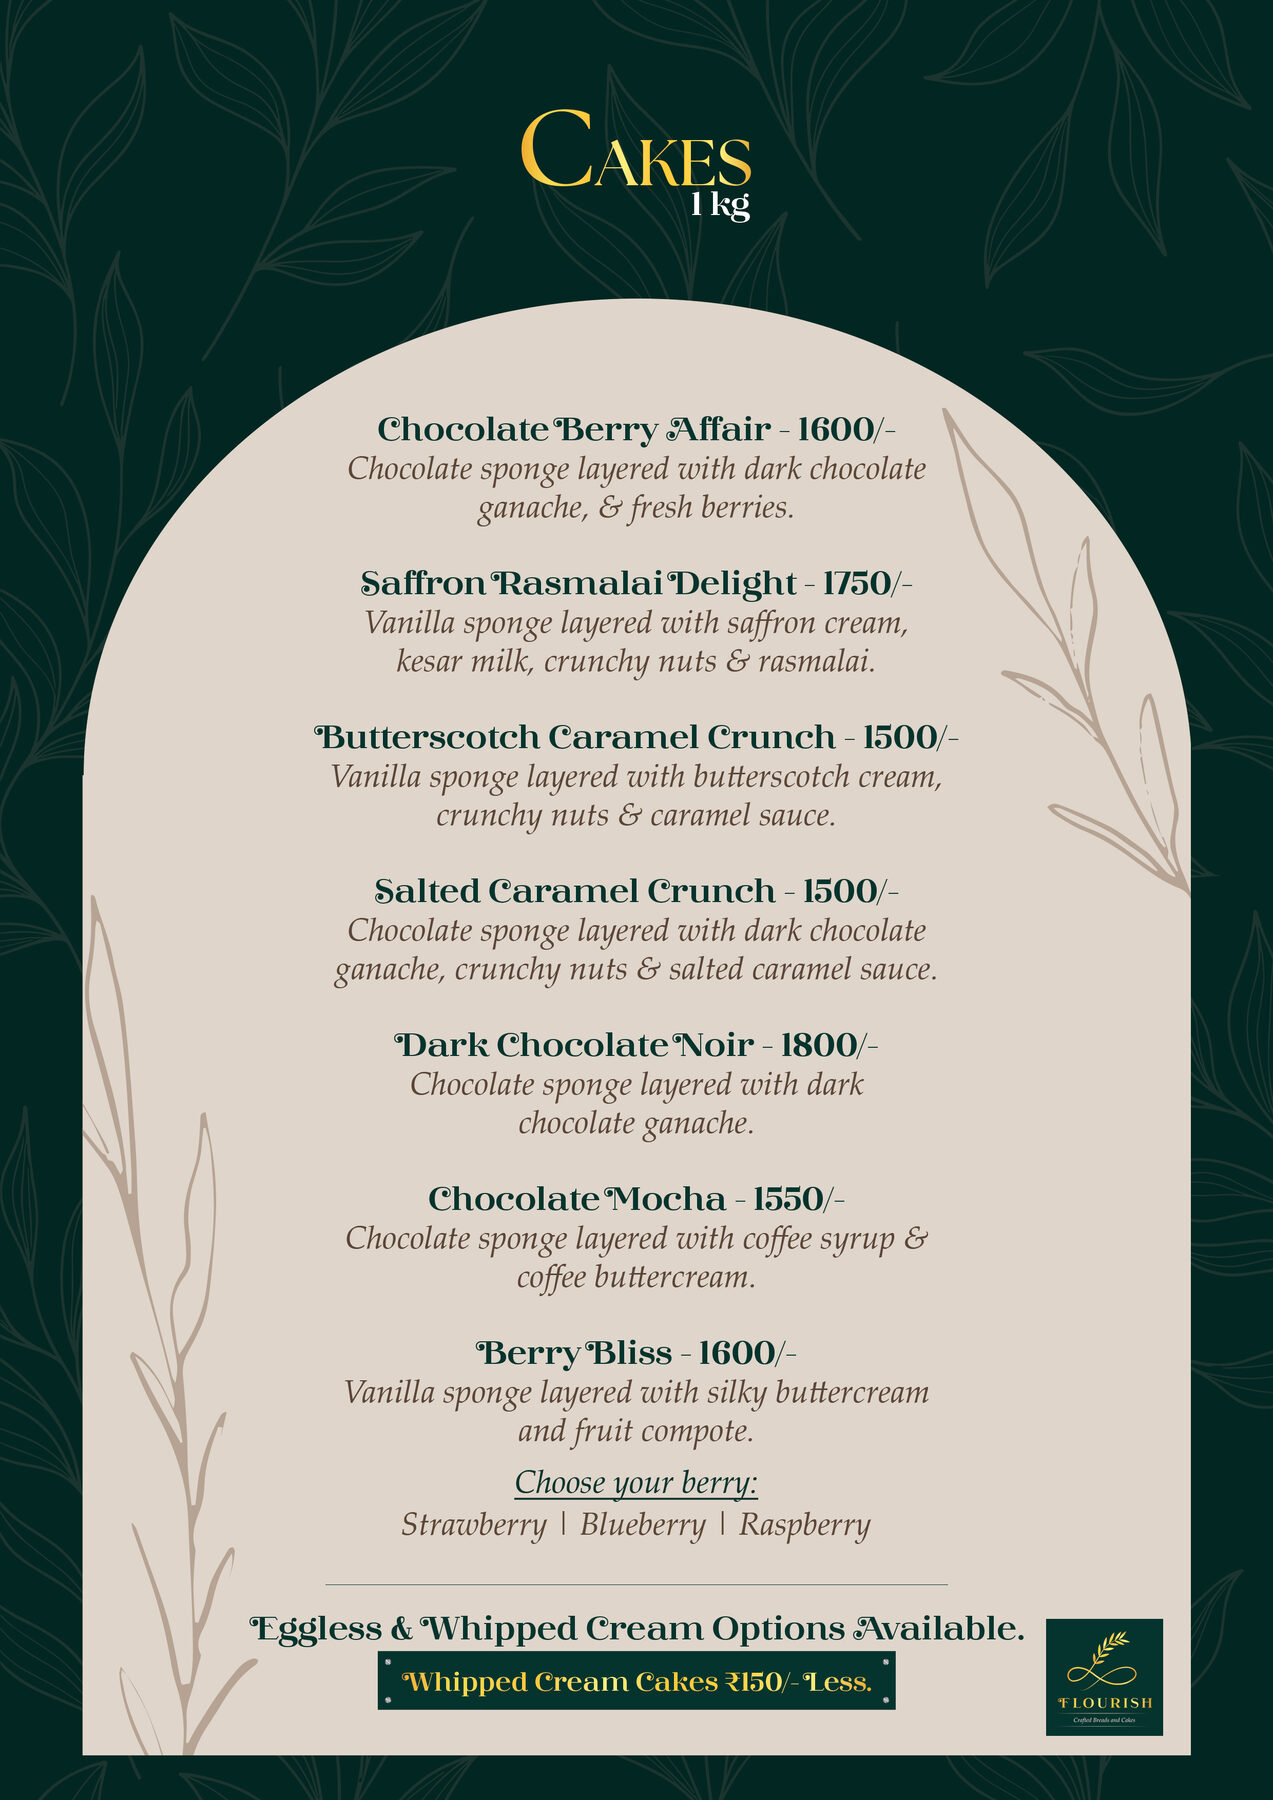 CAKES
1 kg
Chocolate Berry Affair - 1600/-
Chocolate sponge layered with dark chocolate
ganache, & fresh berries.
Saffron Rasmalai Delight - 1750/-
Vanilla sponge layered with saffron cream,
kesar milk, crunchy nuts & rasmalai.
Butterscotch Caramel Crunch - 1500/-
Vanilla sponge layered with butterscotch cream,
crunchy nuts & caramel sauce.
Salted Caramel Crunch - 1500/-
Chocolate sponge layered with dark chocolate
ganache, crunchy nuts & salted caramel sauce.
Dark Chocolate Noir - 1800/-
Chocolate sponge layered with dark
chocolate ganache.
Chocolate Mocha - 1550/-
Chocolate sponge layered with coffee syrup &
coffee buttercream.
Berry Bliss - 1600/-
Vanilla sponge layered with silky buttercream
and fruit compote.
Choose your berry:
Strawberry | Blueberry | Raspberry
Eggless & Whipped Cream Options Available.
Whipped Cream Cakes ₹150/- Less.
FLOURISH
Crafted Breads and Cakes